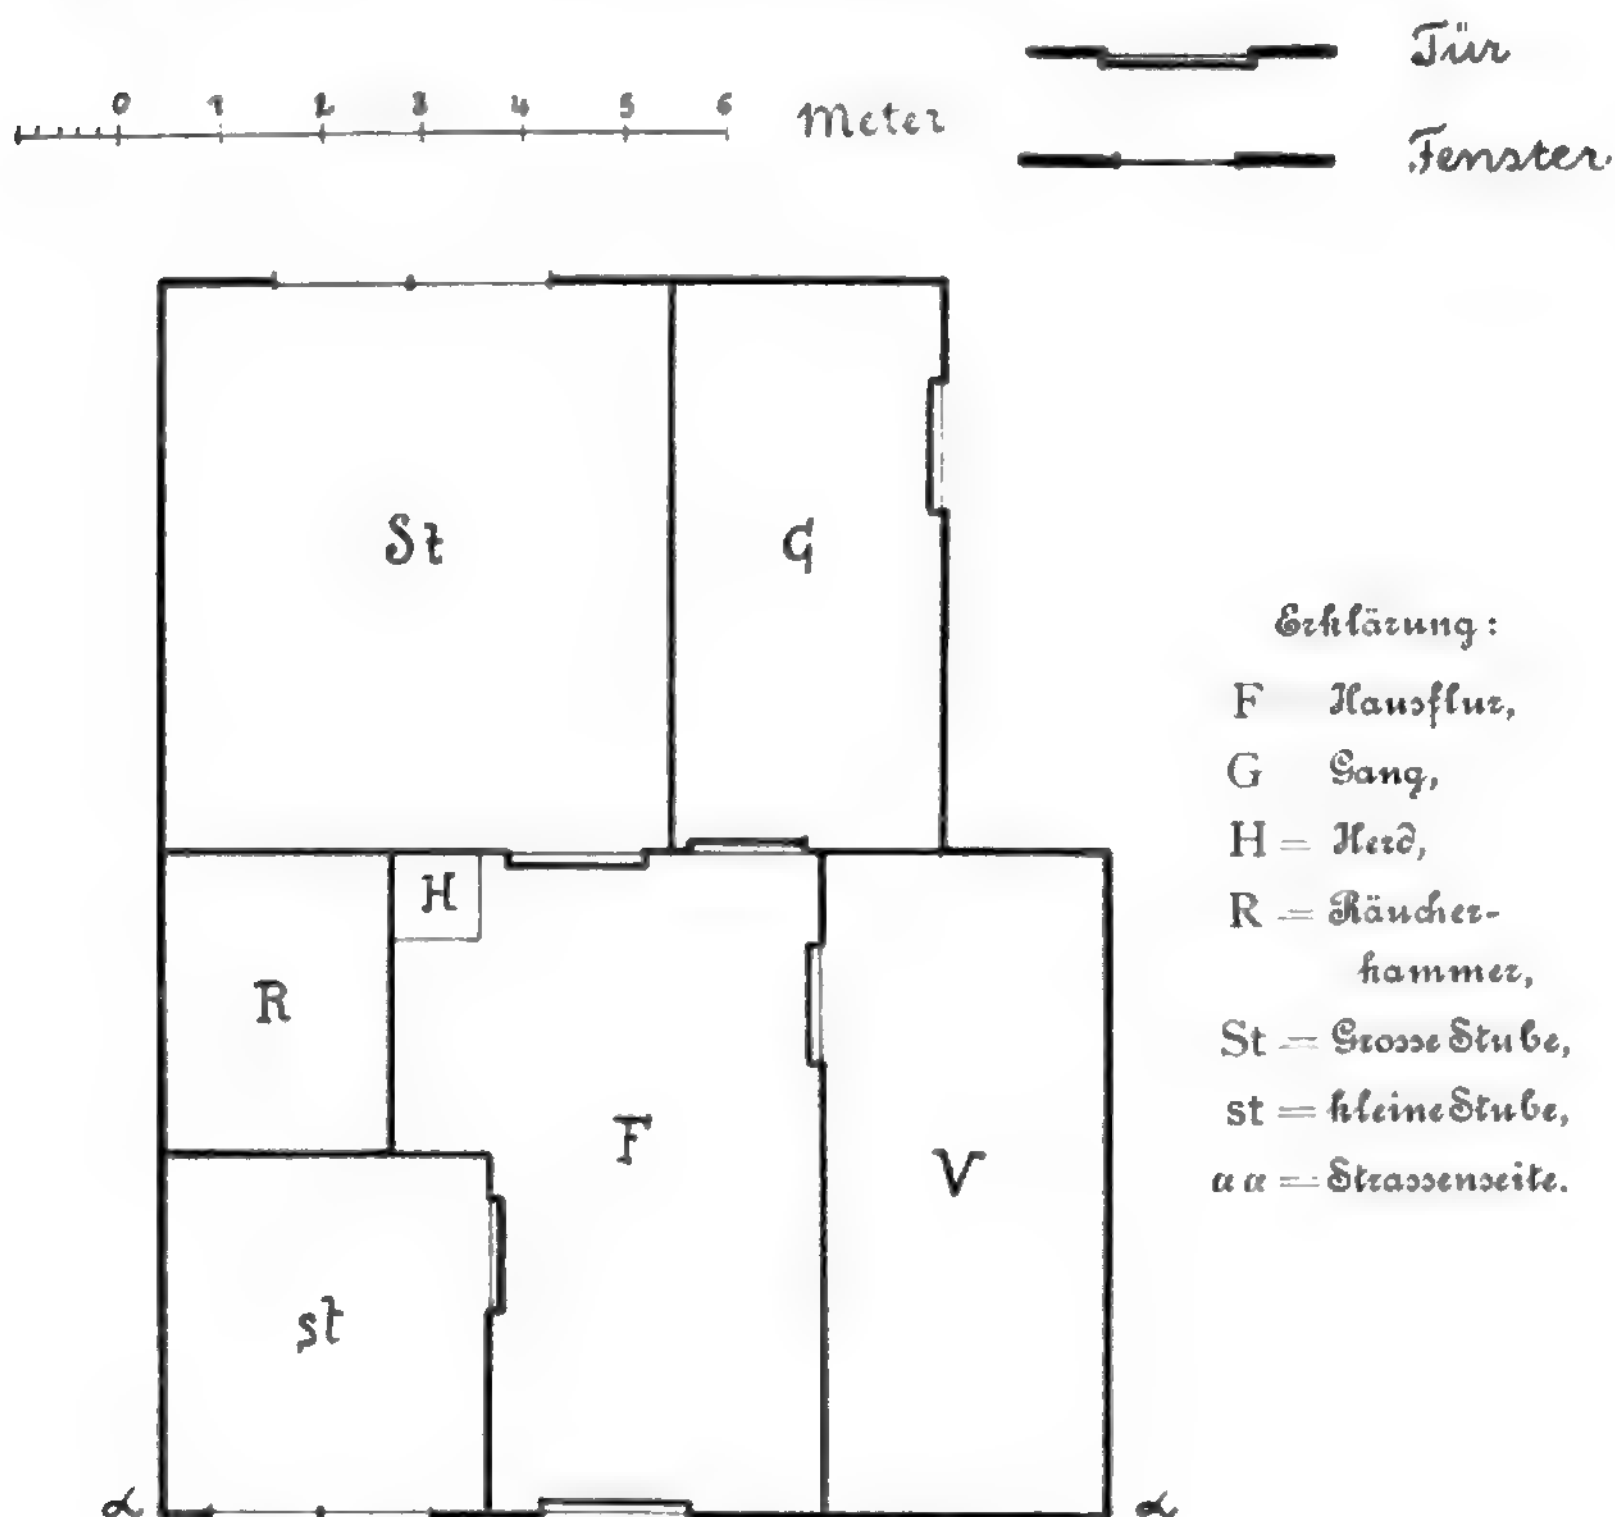 0 1 2 3 4 5 6 Meter
Tür
Fenster
St
G
H
R
F
V
st
α
α
Erklärung:
F Hausflur,
G Gang,
H = Herd,
R = Räucher-
kammer,
St = Grosse Stube,
st = kleine Stube,
α α = Strassenseite.